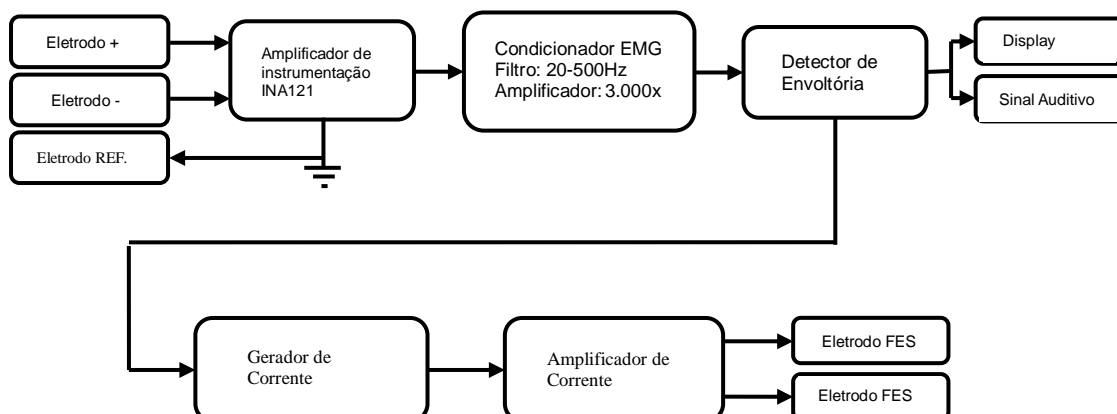 Eletrodo +
Eletrodo -
Eletrodo REF.
Amplificador de
instrumentação
INA121
Condicionador EMG
Filtro: 20-500Hz
Amplificador: 3.000x
Detector de
Envoltória
Display
Sinal Auditivo
Gerador de
Corrente
Amplificador de
Corrente
Eletrodo FES
Eletrodo FES